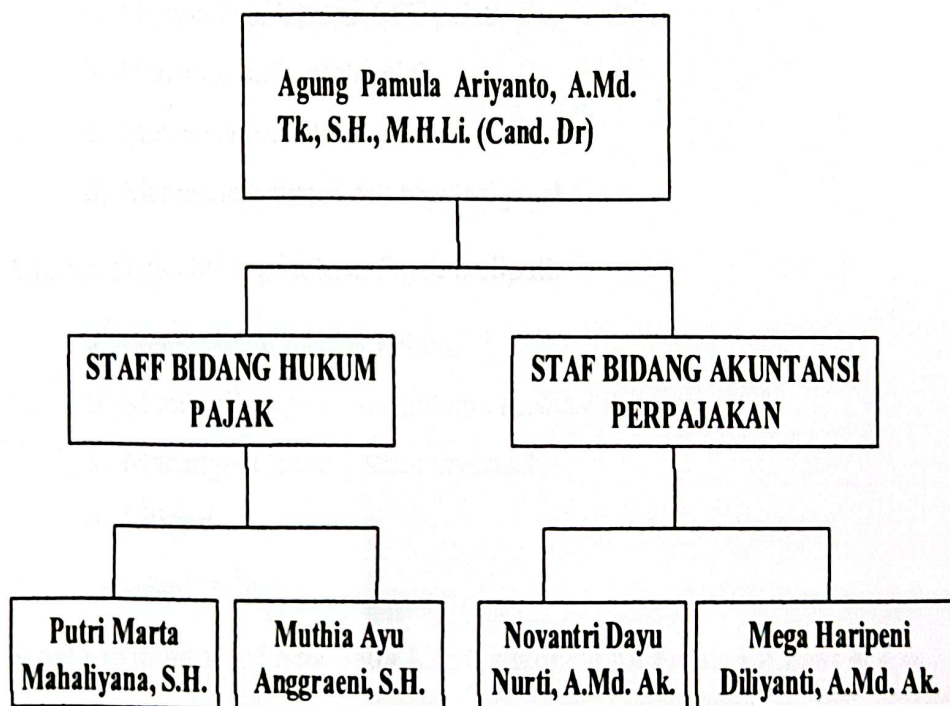 Agung Pamula Ariyanto, A.Md.
Tk., S.H., M.H.Li. (Cand. Dr)
STAFF BIDANG HUKUM
PAJAK
STAF BIDANG AKUNTANSI
PERPAJAKAN
Putri Marta
Mahaliyana, S.H.
Muthia Ayu
Anggraeni, S.H.
Novantri Dayu
Nurti, A.Md. Ak.
Mega Haripeni
Diliyanti, A.Md. Ak.